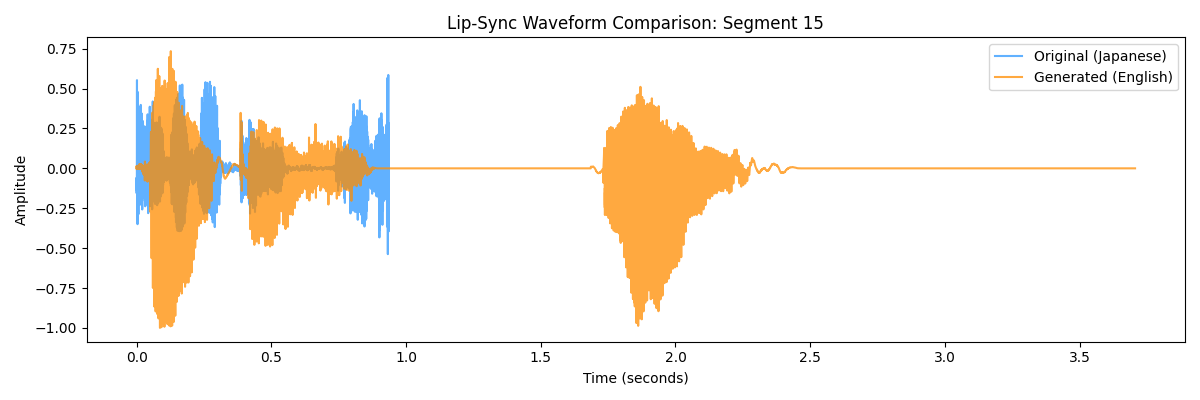 Lip-Sync Waveform Comparison: Segment 15
Original (Japanese)
Generated (English)
Amplitude
0.75
0.50
0.25
0.00
−0.25
−0.50
−0.75
−1.00
0.0 0.5 1.0 1.5 2.0 2.5 3.0 3.5
Time (seconds)